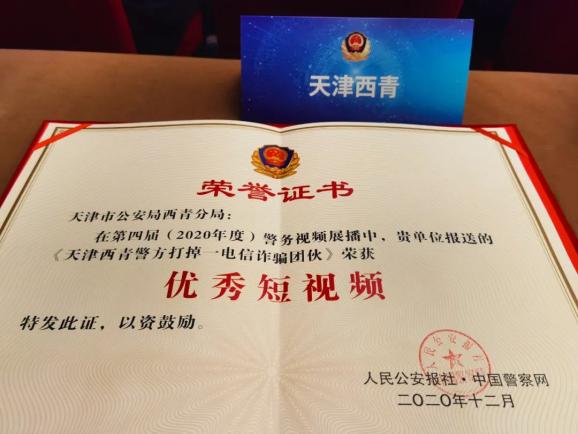 天津西青
荣誉证书
天津市公安局西青分局：
在第四届（2020年度）警务视频展播中，贵单位报送的
《天津西青警方打掉一电信诈骗团伙》荣获
优秀短视频
特发此证，以资鼓励。
人民公安报社·中国警察网
二〇二〇年十二月